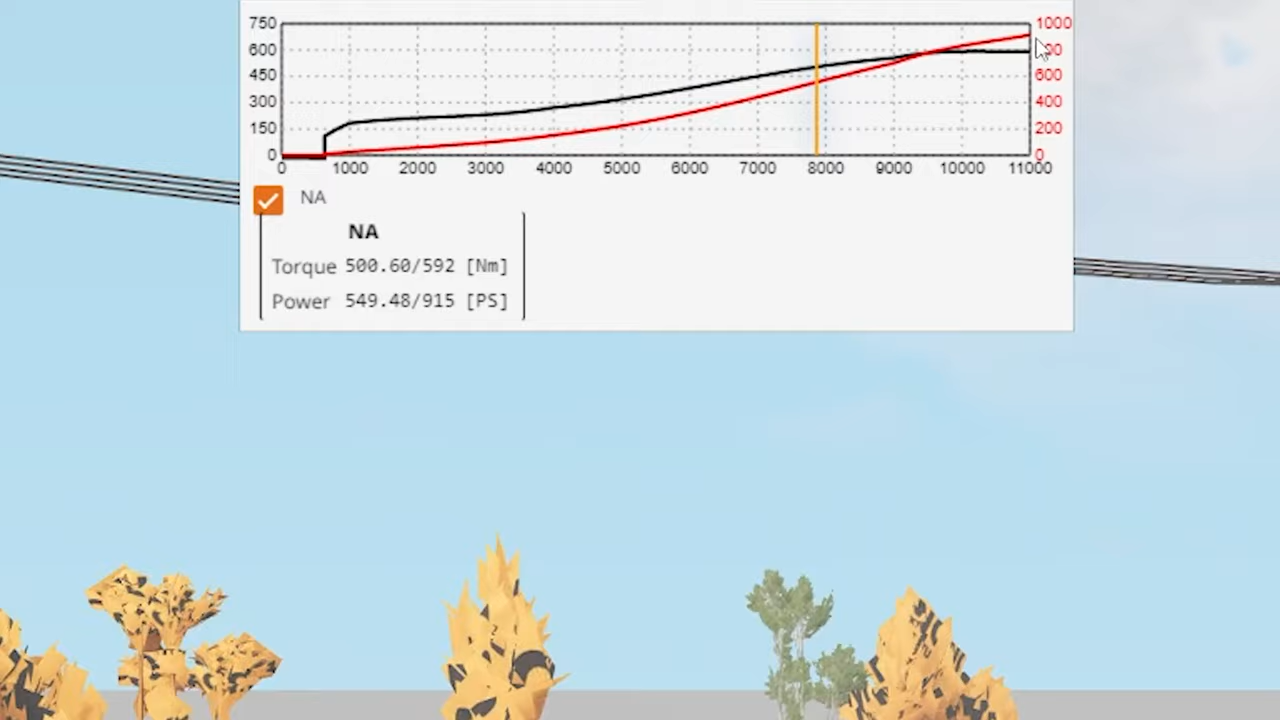 750 1000
600
450 600
300 400
150 200
0 0
0 1000 2000 3000 4000 5000 6000 7000 8000 9000 10000 11000
NA
NA
Torque 500.60/592 [Nm]
Power 549.48/915 [PS]